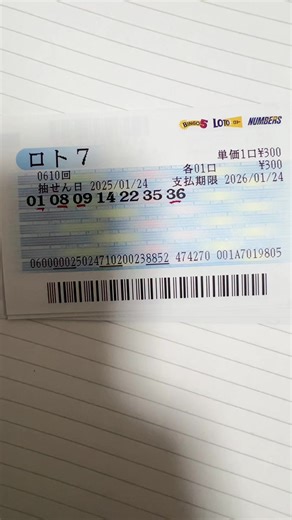 BINGO5 LOTO NUMBERS
ロト7 単価1口¥300
0610回 各01口 ¥300
抽せん日 2025/01/24 支払期限 2026/01/24
01 08 09 14 22 35 36
060000025024710200238852 474270 001A7019805